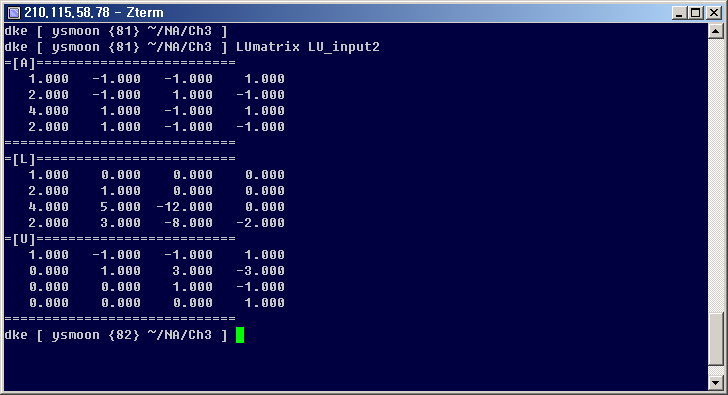 210.115.58.78 - Zterm
dke [ ysmoon {81} ~/NA/Ch3 ]
dke [ ysmoon {81} ~/NA/Ch3 ] LUmatrix LU_input2
=[A]=========================
1.000 -1.000 -1.000 1.000
2.000 -1.000 1.000 -1.000
4.000 1.000 -1.000 1.000
2.000 1.000 -1.000 -1.000
=============================
=[L]=========================
1.000 0.000 0.000 0.000
2.000 1.000 0.000 0.000
4.000 5.000 -12.000 0.000
2.000 3.000 -8.000 -2.000
=[U]=========================
1.000 -1.000 -1.000 1.000
0.000 1.000 3.000 -3.000
0.000 0.000 1.000 -1.000
0.000 0.000 0.000 1.000
=============================
dke [ ysmoon {82} ~/NA/Ch3 ]